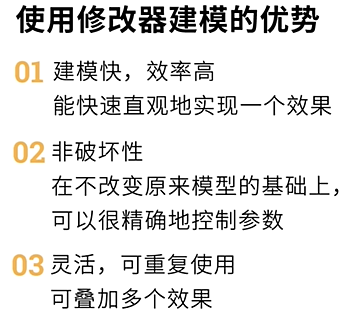 使用修改器建模的优势
01 建模快，效率高
能快速直观地实现一个效果
02 非破坏性
在不改变原来模型的基础上，
可以很精确地控制参数
03 灵活，可重复使用
可叠加多个效果